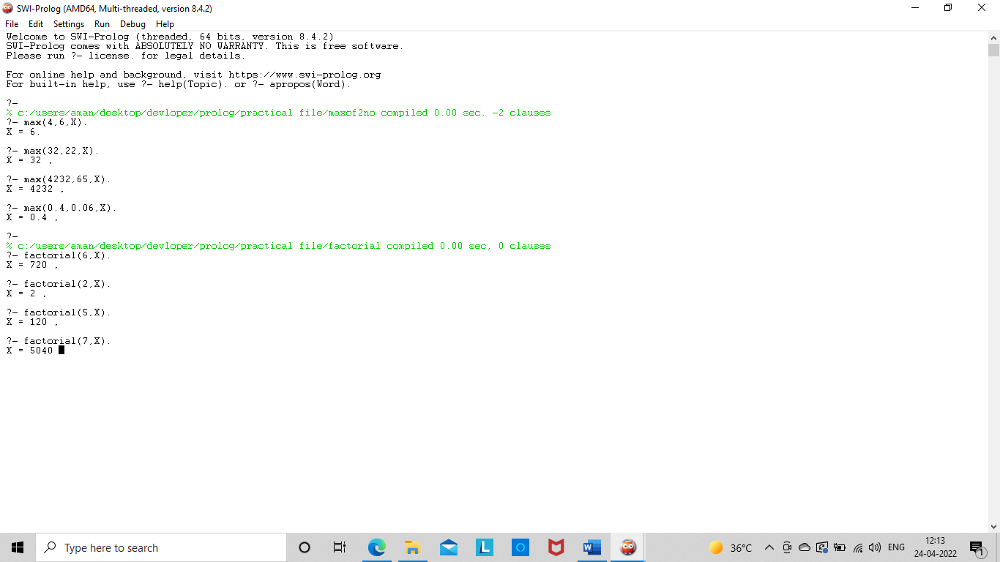 SWI-Prolog (AMD64, Multi-threaded, version 8.4.2)
File Edit Settings Run Debug Help
Welcome to SWI-Prolog (threaded, 64 bits, version 8.4.2)
SWI-Prolog comes with ABSOLUTELY NO WARRANTY. This is free software.
Please run ?- license. for legal details.
For online help and background, visit https://www.swi-prolog.org
For built-in help, use ?- help(Topic). or ?- apropos(Word).
?-
% c:/users/aman/desktop/devloper/prolog/practical file/maxof2no compiled 0.00 sec, -2 clauses
?- max(4,6,X).
X = 6.
?- max(32,22,X).
X = 32 .
?- max(4232,65,X).
X = 4232 .
?- max(0.4,0.06,X).
X = 0.4 .
?-
% c:/users/aman/desktop/devloper/prolog/practical file/factorial compiled 0.00 sec, 0 clauses
?- factorial(6,X).
X = 720 .
?- factorial(2,X).
X = 2 .
?- factorial(5,X).
X = 120 .
?- factorial(7,X).
X = 5040
Type here to search
L
W
36°C
ENG
12:13
24-04-2022
1